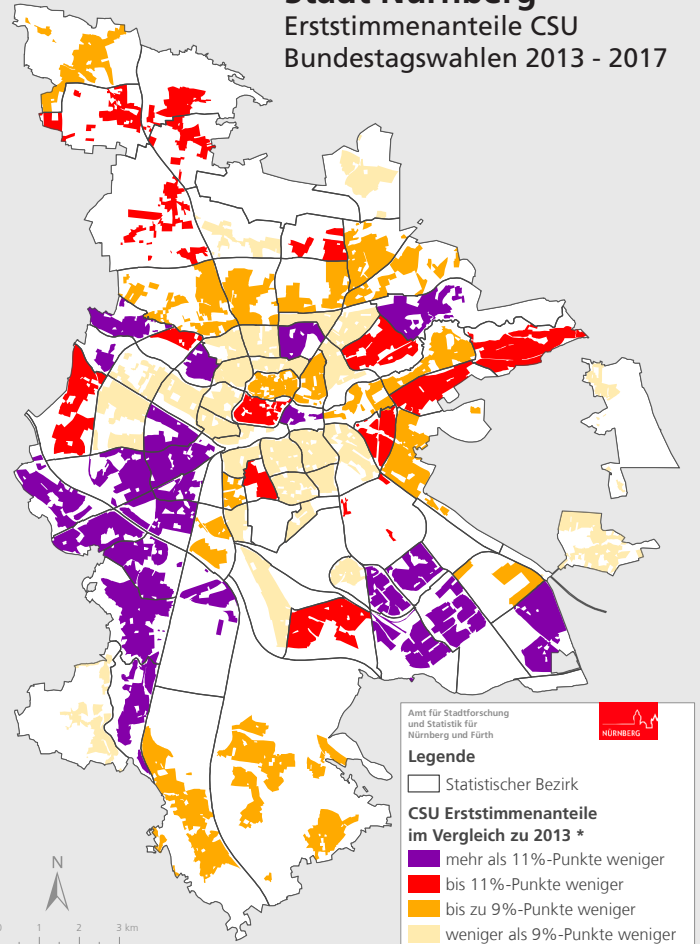 Stadt Nürnberg
Erststimmenanteile CSU
Bundestagswahlen 2013 - 2017
Amt für Stadtforschung
und Statistik für
Nürnberg und Fürth
NÜRNBERG
Legende
Statistischer Bezirk
CSU Erststimmenanteile
im Vergleich zu 2013 *
mehr als 11%-Punkte weniger
bis 11%-Punkte weniger
bis zu 9%-Punkte weniger
weniger als 9%-Punkte weniger
N
0 1 2 3 km